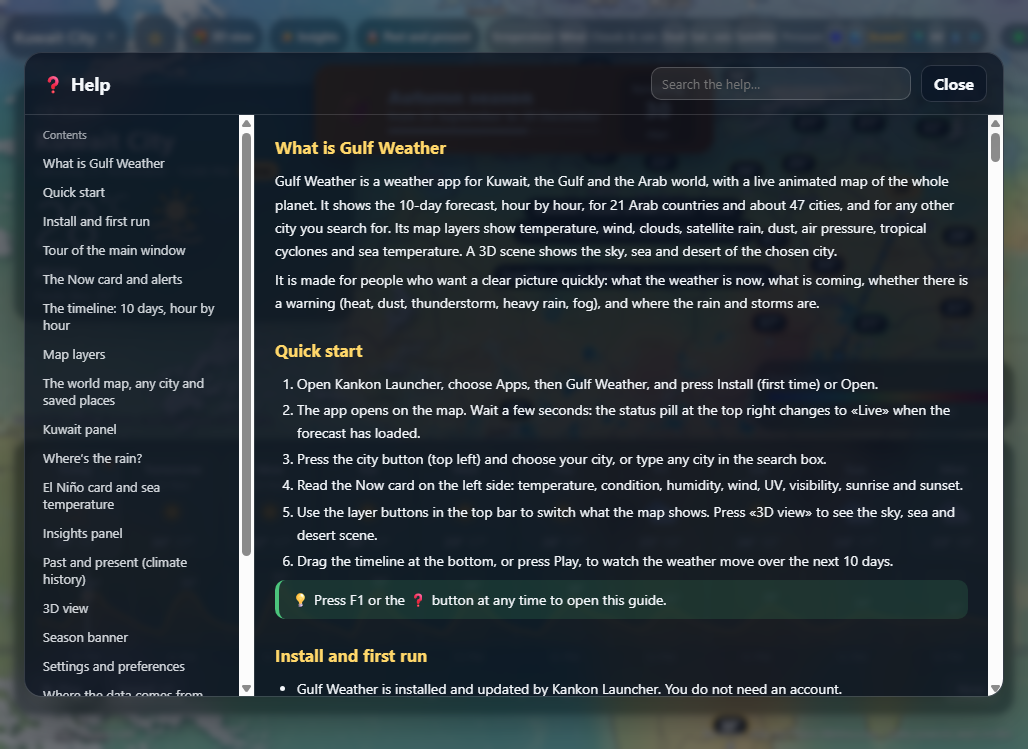 ❓ Help
Search the help...
Close
Contents
What is Gulf Weather
Quick start
Install and first run
Tour of the main window
The Now card and alerts
The timeline: 10 days, hour by
hour
Map layers
The world map, any city and
saved places
Kuwait panel
Where's the rain?
El Niño card and sea
temperature
Insights panel
Past and present (climate
history)
3D view
Season banner
Settings and preferences
Where the data comes from
What is Gulf Weather
Gulf Weather is a weather app for Kuwait, the Gulf and the Arab world, with a live animated map of the whole
planet. It shows the 10-day forecast, hour by hour, for 21 Arab countries and about 47 cities, and for any other
city you search for. Its map layers show temperature, wind, clouds, satellite rain, dust, air pressure, tropical
cyclones and sea temperature. A 3D scene shows the sky, sea and desert of the chosen city.
It is made for people who want a clear picture quickly: what the weather is now, what is coming, whether there is
a warning (heat, dust, thunderstorm, heavy rain, fog), and where the rain and storms are.
Quick start
1. Open Kankon Launcher, choose Apps, then Gulf Weather, and press Install (first time) or Open.
2. The app opens on the map. Wait a few seconds: the status pill at the top right changes to «Live» when the
forecast has loaded.
3. Press the city button (top left) and choose your city, or type any city in the search box.
4. Read the Now card on the left side: temperature, condition, humidity, wind, UV, visibility, sunrise and sunset.
5. Use the layer buttons in the top bar to switch what the map shows. Press «3D view» to see the sky, sea and
desert scene.
6. Drag the timeline at the bottom, or press Play, to watch the weather move over the next 10 days.
💡 Press F1 or the ❓ button at any time to open this guide.
Install and first run
• Gulf Weather is installed and updated by Kankon Launcher. You do not need an account.